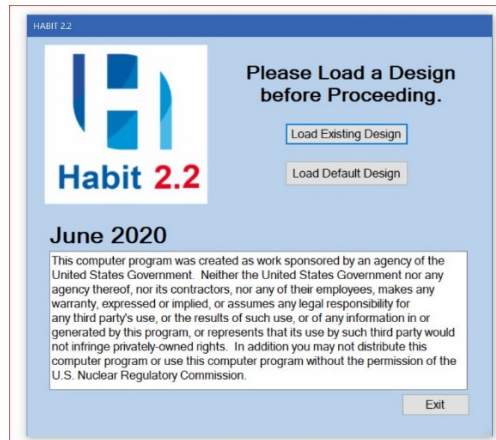 HABIT 2.2
Habit 2.2
Please Load a Design
before Proceeding.
Load Existing Design
Load Default Design
June 2020
This computer program was created as work sponsored by an agency of the
United States Government. Neither the United States Government nor any
agency thereof, nor its contractors, nor any of their employees, makes any
warranty, expressed or implied, or assumes any legal responsibility for
any third party's use, or the results of such use, or of any information in or
generated by this program, or represents that its use by such third party would
not infringe privately-owned rights. In addition you may not distribute this
computer program or use this computer program without the permission of the
U.S. Nuclear Regulatory Commission.
Exit